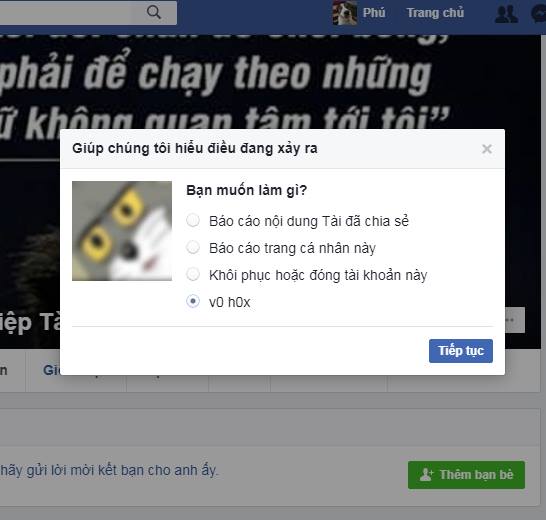 Phú Trang chủ
phải để chạy theo những
ữ không quan tâm tới tôi”
Giúp chúng tôi hiểu điều đang xảy ra
Bạn muốn làm gì?
Báo cáo nội dung Tài đã chia sẻ
Báo cáo trang cá nhân này
Khôi phục hoặc đóng tài khoản này
v0 h0x
iệp Tà
Tiếp tục
n Gi
hãy gửi lời mời kết bạn cho anh ấy.
Thêm bạn bè